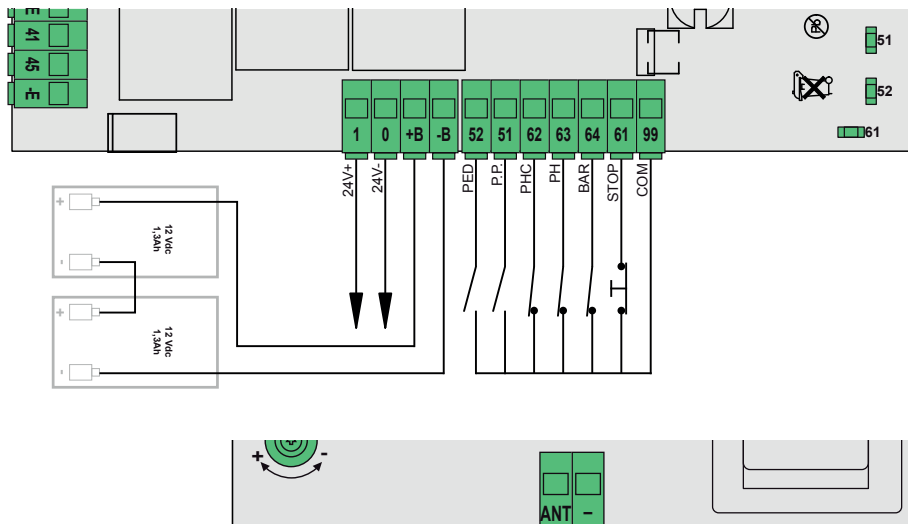 E
41
45
-E
Pb
51
52
61
1 0 +B -B 52 51 62 63 64 61 99
24V+
24V-
PED
P.P.
PHC
PH
BAR
STOP
COM
+
12 Vdc
1,3Ah
-
+
12 Vdc
1,3Ah
-
+ -
ANT –